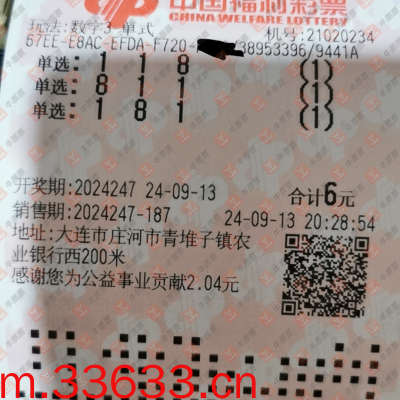 中国福利彩票
CHINA WELFARE LOTTERY
玩法:数字3 单式
机号:21020234
67EE-E8AC-EFDA-F720-
38953396/9441A
单选: 1 1 8 (1)
单选: 8 1 1 (1)
单选: 1 8 1 (1)
开奖期:2024247 24-09-13 合计6元
销售期:2024247-187 24-09-13 20:28:54
地址:大连市庄河市青堆子镇农
业银行西200米
感谢您为公益事业贡献2.04元
m.33633.cn